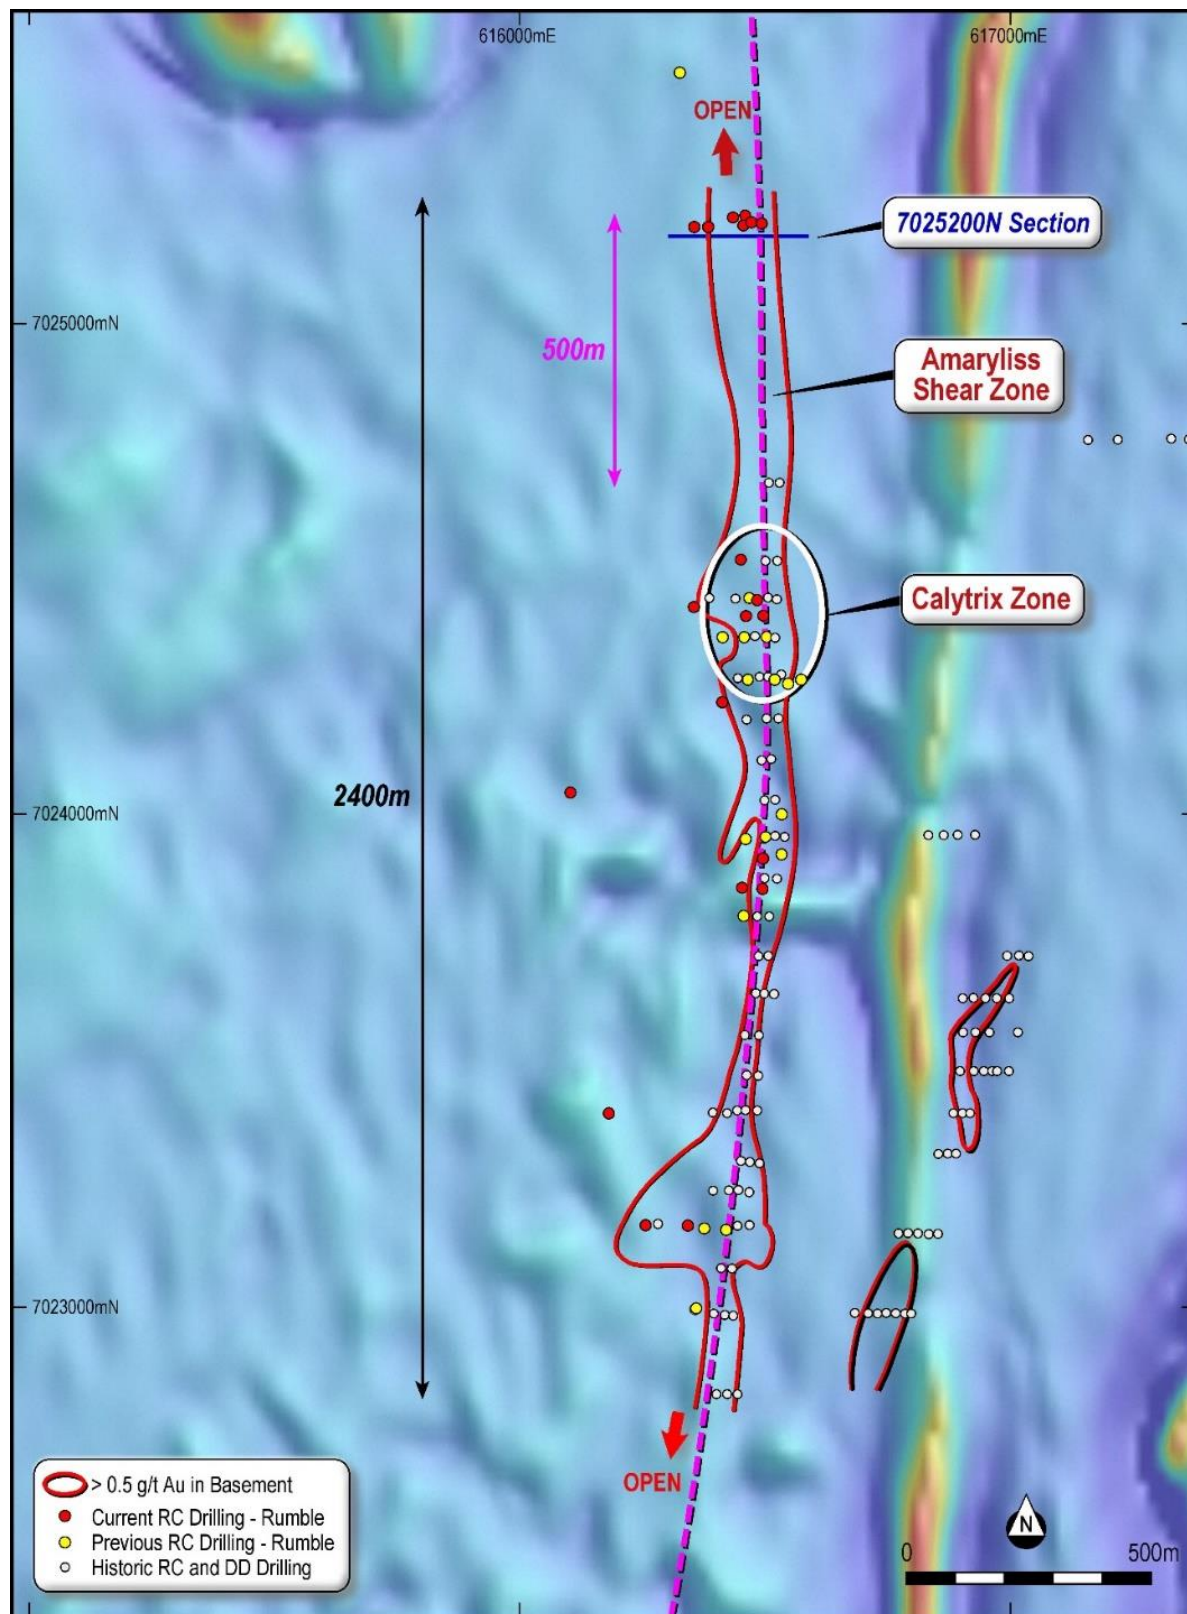 616000mE
617000mE
OPEN
7025200N Section
7025000mN
500m
Amaryliss
Shear Zone
Calytrix Zone
2400m
7024000mN
7023000mN
OPEN
> 0.5 g/t Au in Basement
Current RC Drilling - Rumble
Previous RC Drilling - Rumble
Historic RC and DD Drilling
N
0 500m